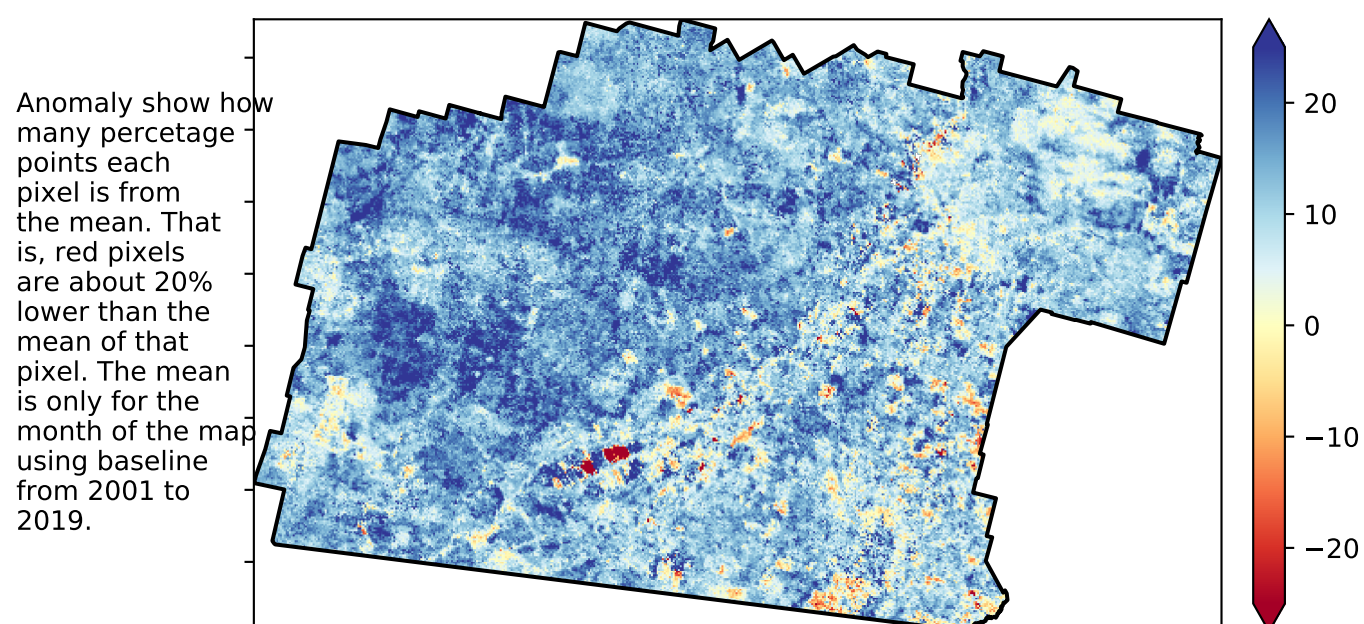 Anomaly show how
many percetage
points each
pixel is from
the mean. That
is, red pixels
are about 20%
lower than the
mean of that
pixel. The mean
is only for the
month of the map
using baseline
from 2001 to
2019.
20
10
0
−10
−20